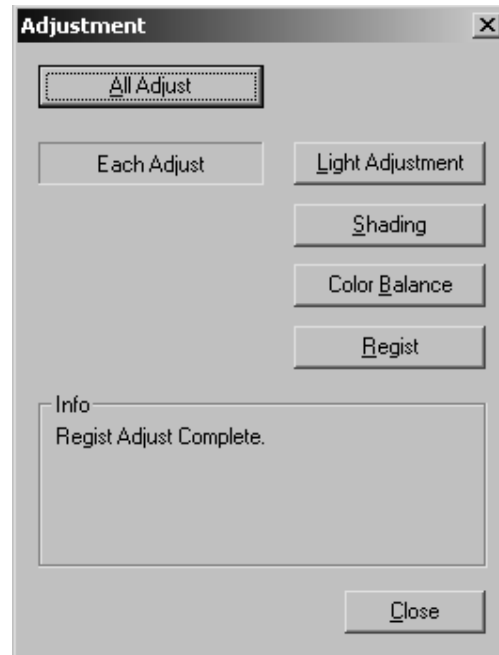 Adjustment
All Adjust
Each Adjust
Light Adjustment
Shading
Color Balance
Regist
Info
Regist Adjust Complete.
Close